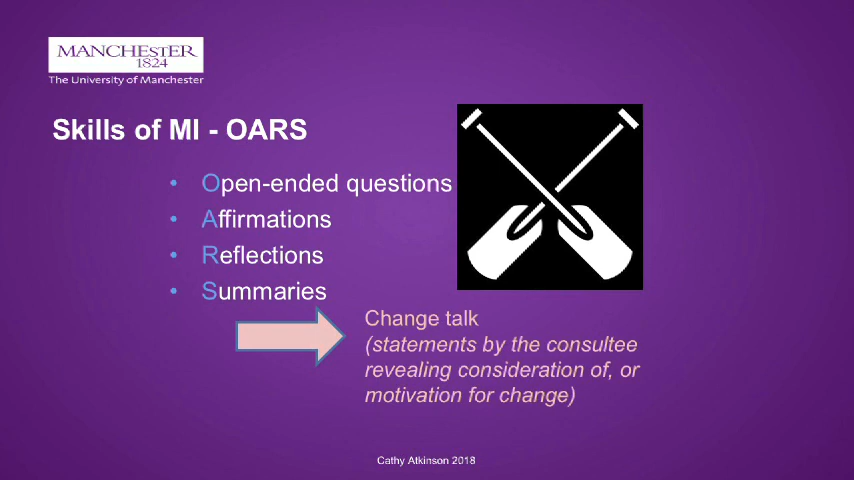 MANCHESTER
1824
The University of Manchester
Skills of MI - OARS
• Open-ended questions
• Affirmations
• Reflections
• Summaries
Change talk
(statements by the consultee
revealing consideration of, or
motivation for change)
Cathy Atkinson 2018